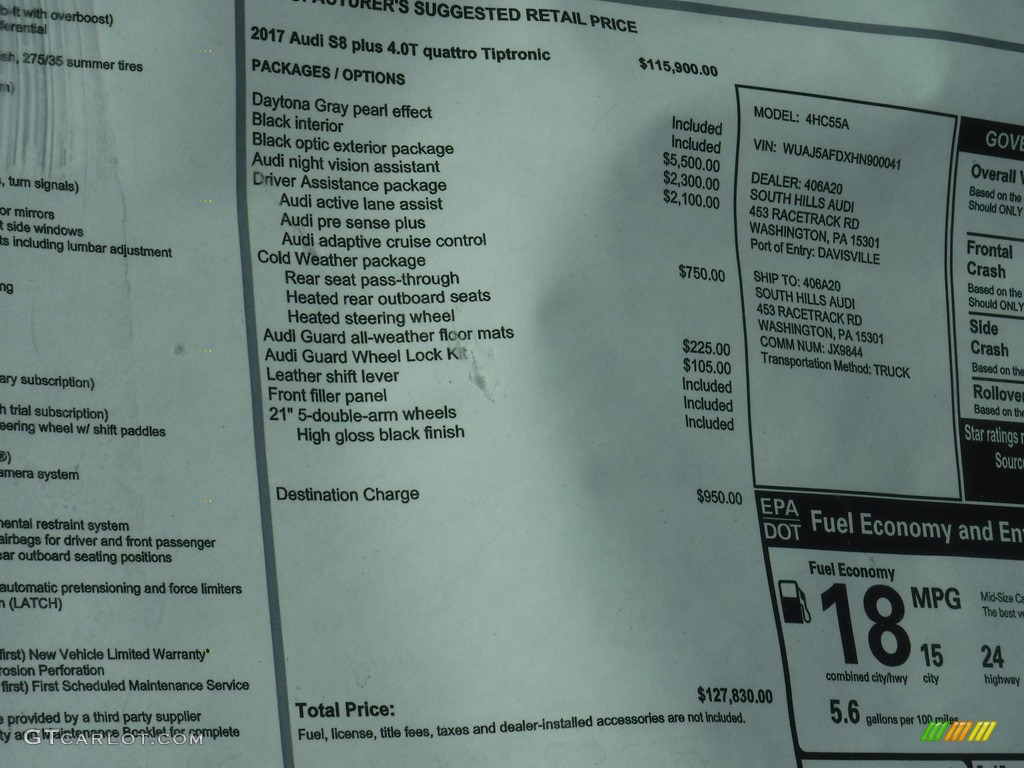 b-ft with overboost)
ferential
sh, 275/35 summer tires
m)
s, turn signals)
or mirrors
t side windows
ts including lumbar adjustment
ng
ary subscription)
h trial subscription)
eering wheel w/ shift paddles
®)
amera system
mental restraint system
airbags for driver and front passenger
ear outboard seating positions
automatic pretensioning and force limiters
n (LATCH)
first) New Vehicle Limited Warranty*
rosion Perforation
first) First Scheduled Maintenance Service
e provided by a third party supplier
ty and Maintenance Booklet for complete
GTcarlot.com
FACTURER'S SUGGESTED RETAIL PRICE
2017 Audi S8 plus 4.0T quattro Tiptronic $115,900.00
PACKAGES / OPTIONS
Daytona Gray pearl effect Included
Black interior Included
Black optic exterior package $5,500.00
Audi night vision assistant $2,300.00
Driver Assistance package $2,100.00
Audi active lane assist
Audi pre sense plus
Audi adaptive cruise control
Cold Weather package $750.00
Rear seat pass-through
Heated rear outboard seats
Heated steering wheel
Audi Guard all-weather floor mats $225.00
Audi Guard Wheel Lock Kit $105.00
Leather shift lever Included
Front filler panel Included
21" 5-double-arm wheels Included
High gloss black finish
Destination Charge $950.00
Total Price: $127,830.00
Fuel, license, title fees, taxes and dealer-installed accessories are not included.
MODEL: 4HC55A
VIN: WUAJ5AFDXHN900041
DEALER: 406A20
SOUTH HILLS AUDI
453 RACETRACK RD
WASHINGTON, PA 15301
Port of Entry: DAVISVILLE
SHIP TO: 406A20
SOUTH HILLS AUDI
453 RACETRACK RD
WASHINGTON, PA 15301
COMM NUM: JX9844
Transportation Method: TRUCK
GOVE
Overall V
Based on the
Should ONLY
Frontal
Crash
Based on the
Should ONLY
Side
Crash
Based on the
Rollover
Based on the
Star ratings r
Source
EPA
DOT
Fuel Economy and En
Fuel Economy
18 MPG
combined city/hwy
15
city
24
highway
Mid-Size Ca
The best v
5.6 gallons per 100 miles